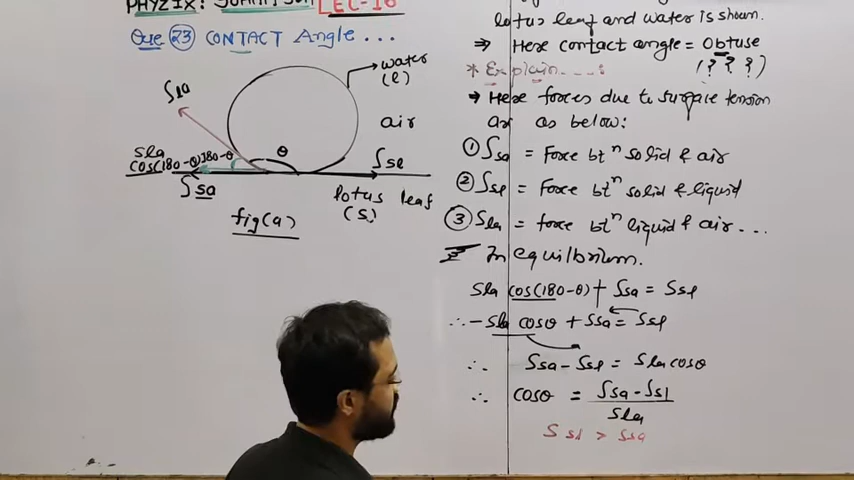 PHYZIX: LEC-10
Que 23 CONTACT Angle ...
water
(l)
Sla
air
θ
Sla
cos(180-θ) 180-θ
Ssl
Ssa
lotus leaf
(S)
fig(a)
lotus leaf and water is shown.
⇒ Here contact angle = Obtuse
(? ? ?)
* Explain....:
→ Here forces due to surface tension
as below:
① Ssa = Force btⁿ solid & air
② Ssl = Force btⁿ solid & liquid
③ Sla = force btⁿ liquid & air...
In equilibrium.
Sla cos(180-θ) + Ssa = Ssl
∴ -Sla cosθ + Ssa = Ssl
∴ Ssa - Ssl = Sla cosθ
∴ cosθ = Ssa - Ssl
Sla
Ssl > Ssa